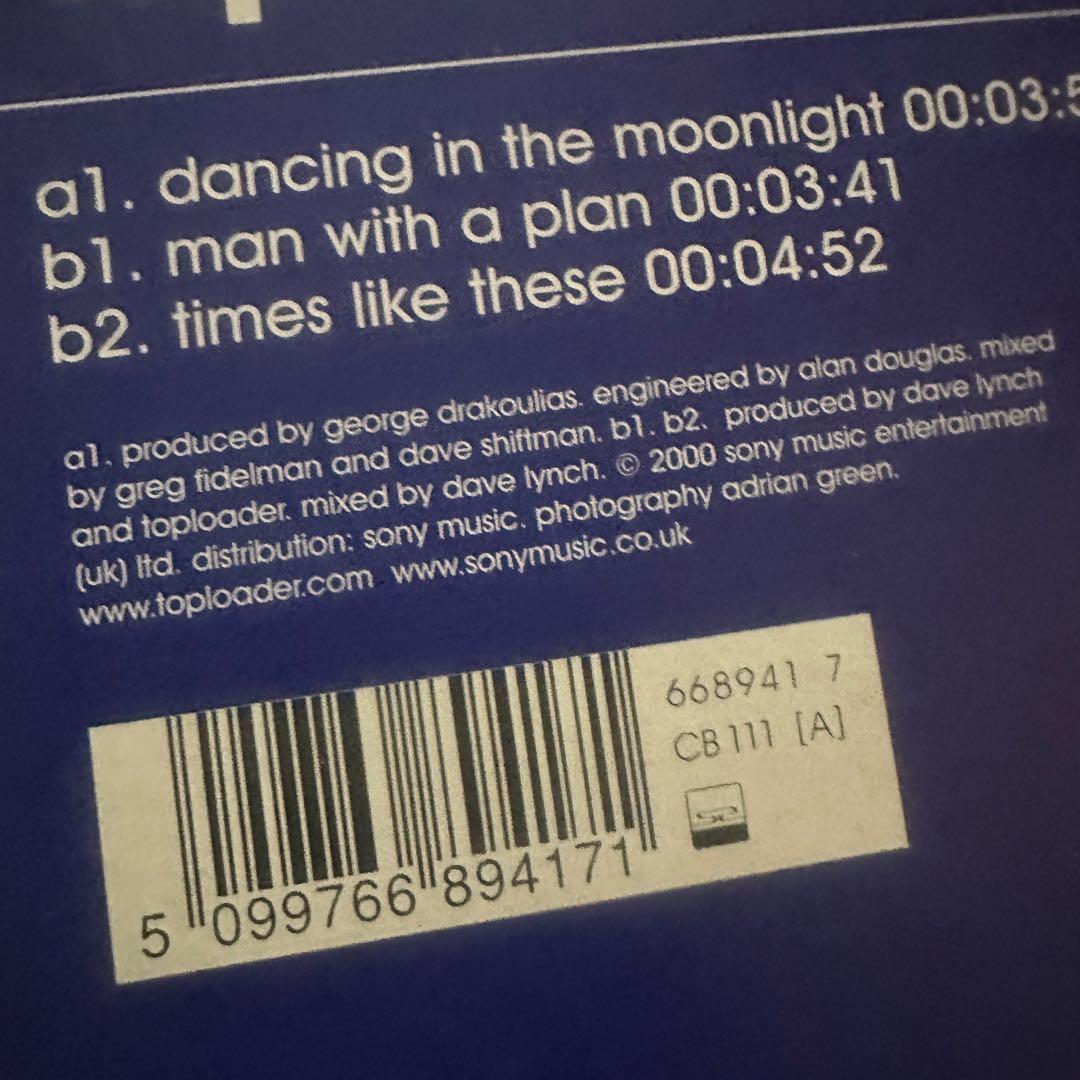 a1. dancing in the moonlight 00:03:5
b1. man with a plan 00:03:41
b2. times like these 00:04:52
a1. produced by george drakoulias. engineered by alan douglas. mixed
by greg fidelman and dave shiffman. b1. b2. produced by dave lynch
and toploader. mixed by dave lynch. © 2000 sony music entertainment
(uk) ltd. distribution: sony music. photography adrian green.
www.toploader.com www.sonymusic.co.uk
668941 7
CB 111 [A]
5 099766 894171